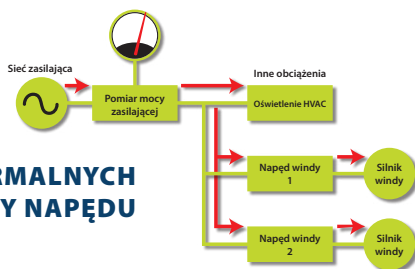 Sieć zasilająca
Inne obciążenia
Pomiar mocy
zasilającej
Oświetlenie HVAC
RMALNYCH
Y NAPĘDU
Napęd windy
1
Silnik
windy
Napęd windy
2
Silnik
windy